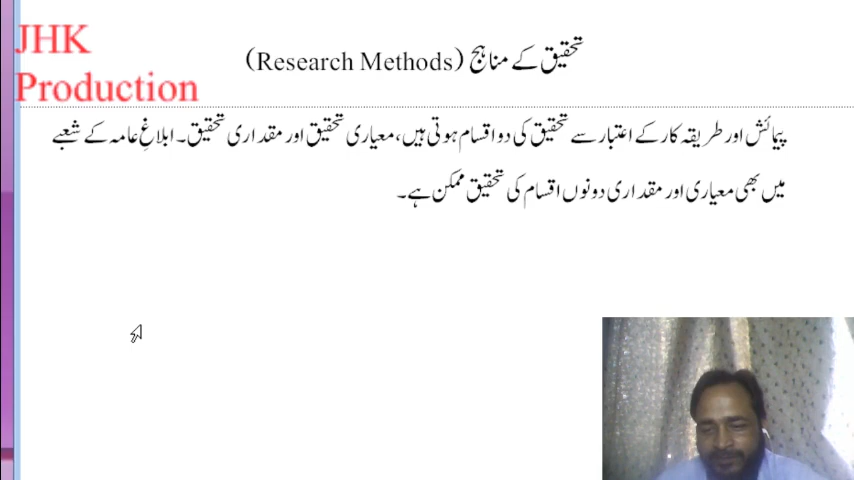 JHK
Production
تحقیق کے مناہج (Research Methods)
پیمائش اور طریقہ کار کے اعتبار سے تحقیق کی دو اقسام ہوتی ہیں، معیاری تحقیق اور مقداری تحقیق۔ ابلاغِ عامہ کے شعبے
میں بھی معیاری اور مقداری دونوں اقسام کی تحقیق ممکن ہے۔